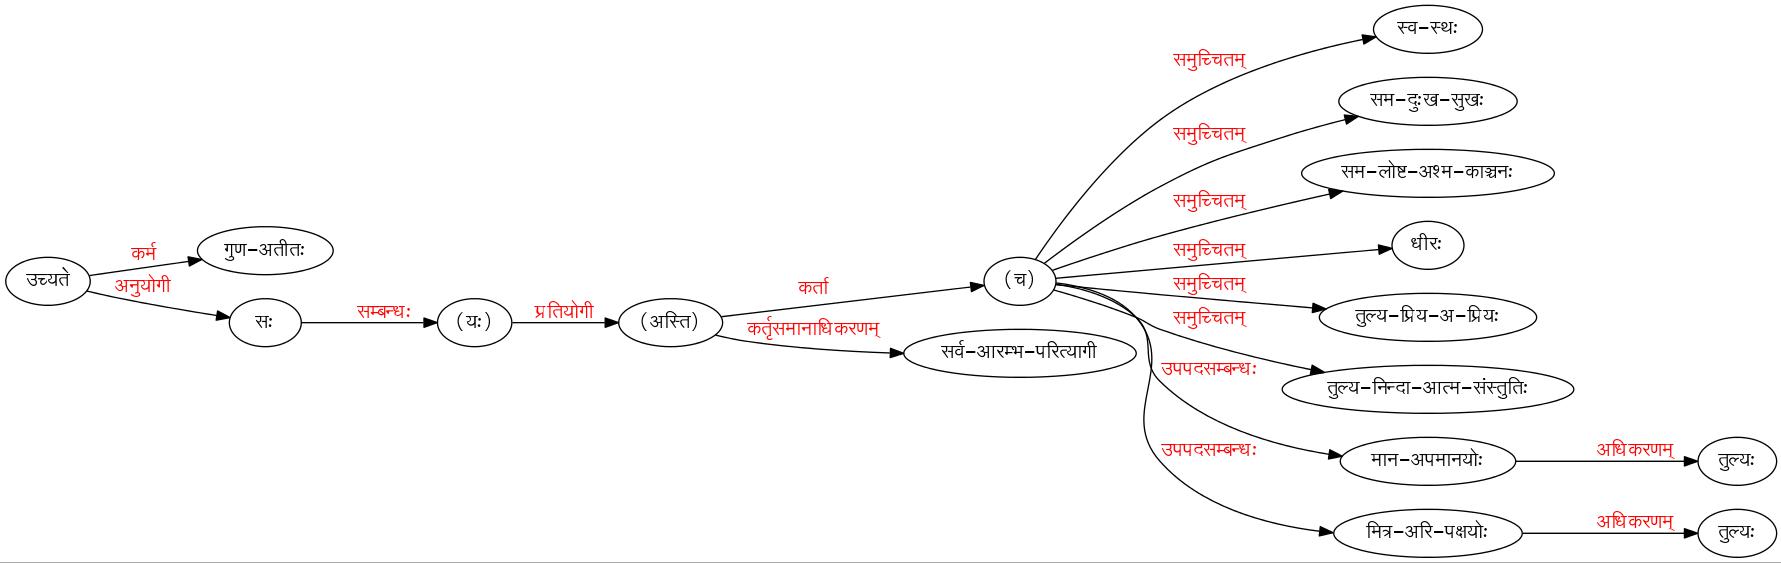 स्व-स्थः
समुच्चितम्
सम-दुःख-सुखः
समुच्चितम्
सम-लोष्ट-अश्म-काञ्चनः
समुच्चितम्
धीरः
समुच्चितम्
गुण-अतीतः
कर्म
उच्यते
अनुयोगी
सः
सम्बन्धः
(यः)
प्रतियोगी
(अस्ति)
कर्ता
(च)
कर्तृसमानाधिकरणम्
सर्व-आरम्भ-परित्यागी
समुच्चितम्
तुल्य-प्रिय-अ-प्रियः
समुच्चितम्
तुल्य-निन्दा-आत्म-संस्तुतिः
उपपदसम्बन्धः
मान-अपमानयोः
अधिकरणम्
तुल्यः
उपपदसम्बन्धः
मित्र-अरि-पक्षयोः
अधिकरणम्
तुल्यः